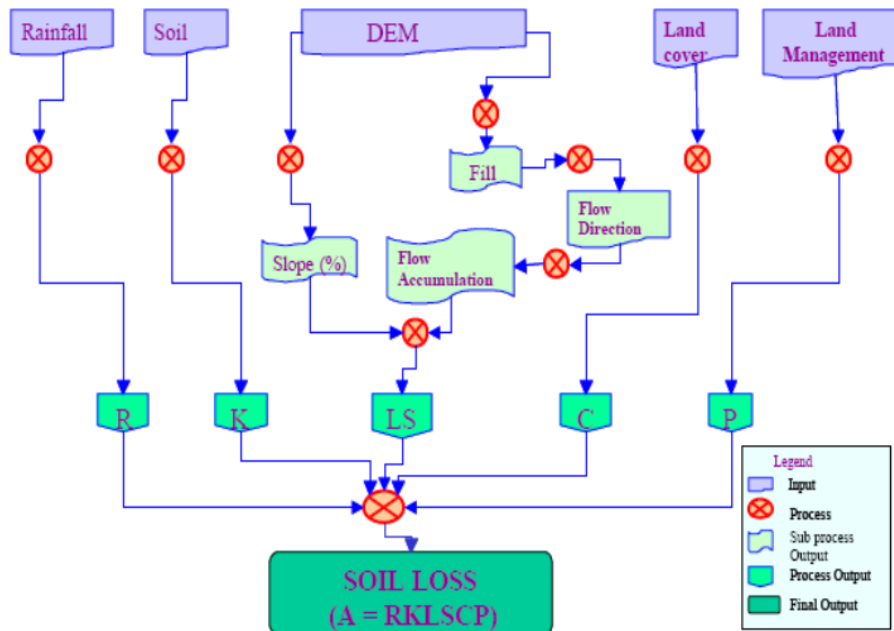 Rainfall
Soil
DEM
Land
cover
Land
Management
Fill
Flow
Direction
Slope (%)
Flow
Accumulation
R
K
LS
C
P
Legend
Input
Process
Sub process
Output
Process Output
Final Output
SOIL LOSS
(A = RKLSCP)